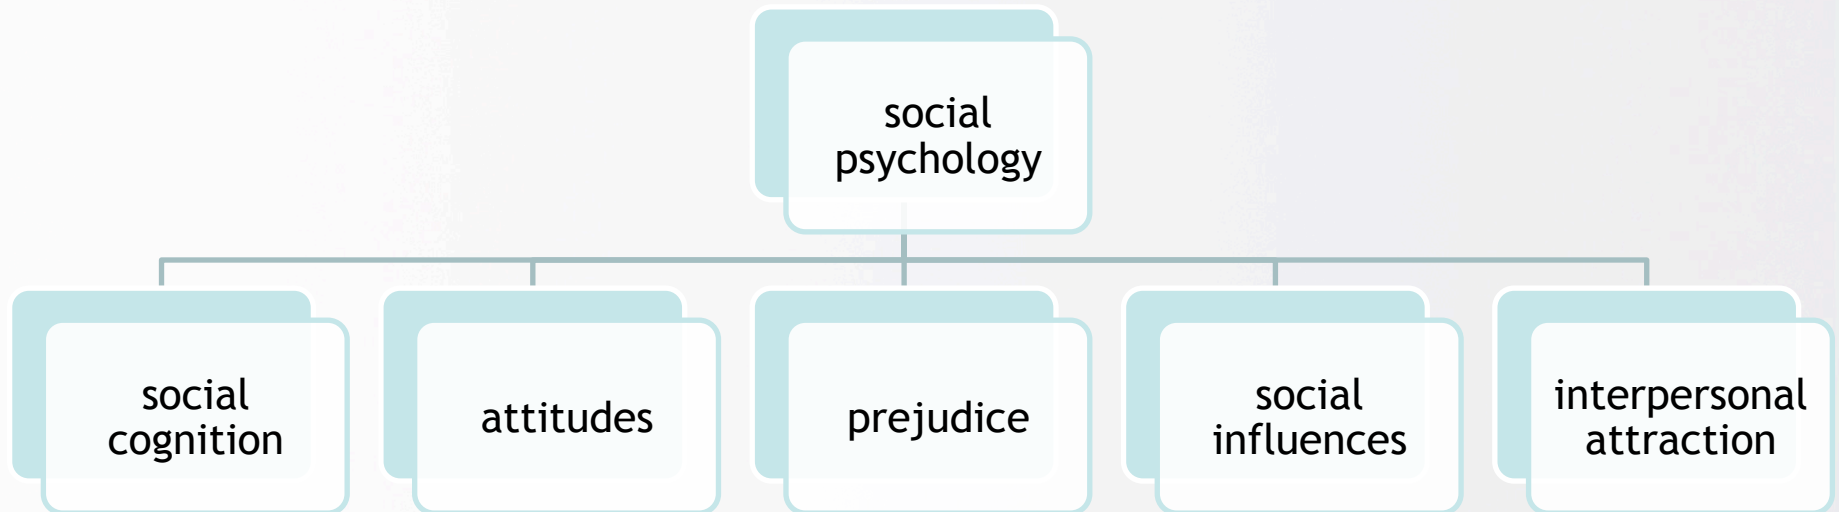 social
psychology
social
cognition
attitudes
prejudice
social
influences
interpersonal
attraction